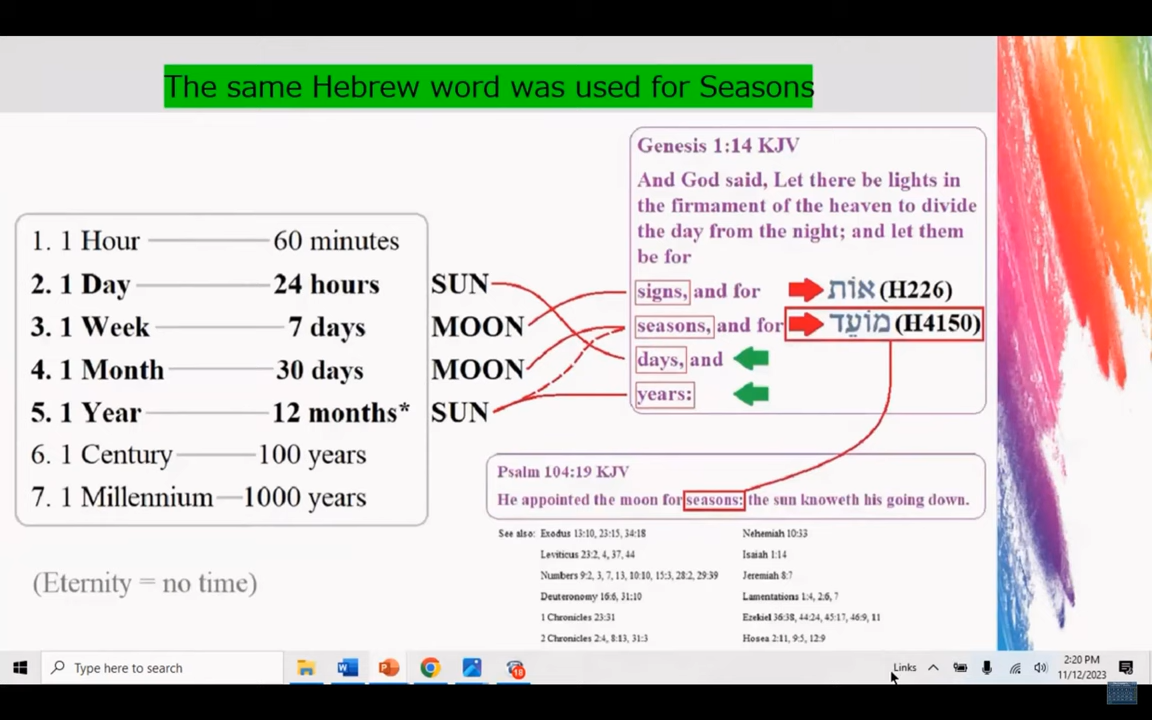 The same Hebrew word was used for Seasons
1. 1 Hour 60 minutes
2. 1 Day 24 hours SUN
3. 1 Week 7 days MOON
4. 1 Month 30 days MOON
5. 1 Year 12 months* SUN
6. 1 Century 100 years
7. 1 Millennium 1000 years
(Eternity = no time)
Genesis 1:14 KJV
And God said, Let there be lights in
the firmament of the heaven to divide
the day from the night; and let them
be for
signs, and for אוֹת (H226)
seasons, and for מוֹעֵד (H4150)
days, and
years:
Psalm 104:19 KJV
He appointed the moon for seasons: the sun knoweth his going down.
See also: Exodus 13:10, 23:15, 34:18 Nehemiah 10:33
Leviticus 23:2, 4, 37, 44 Isaiah 1:14
Numbers 9:2, 3, 7, 13, 10:10, 15:3, 28:2, 29:39 Jeremiah 8:7
Deuteronomy 16:6, 31:10 Lamentations 1:4, 2:6, 7
1 Chronicles 23:31 Ezekiel 36:38, 44:24, 45:17, 46:9, 11
2 Chronicles 2:4, 8:13, 31:3 Hosea 2:11, 9:5, 12:9
Type here to search
Links
2:20 PM
11/12/2023